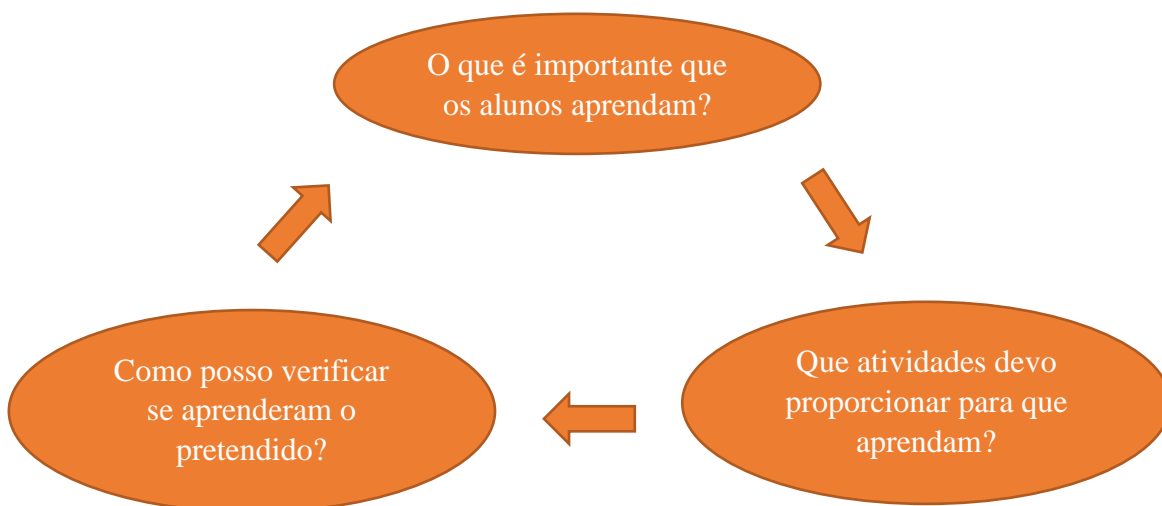 O que é importante que
os alunos aprendam?
Que atividades devo
proporcionar para que
aprendam?
Como posso verificar
se aprenderam o
pretendido?